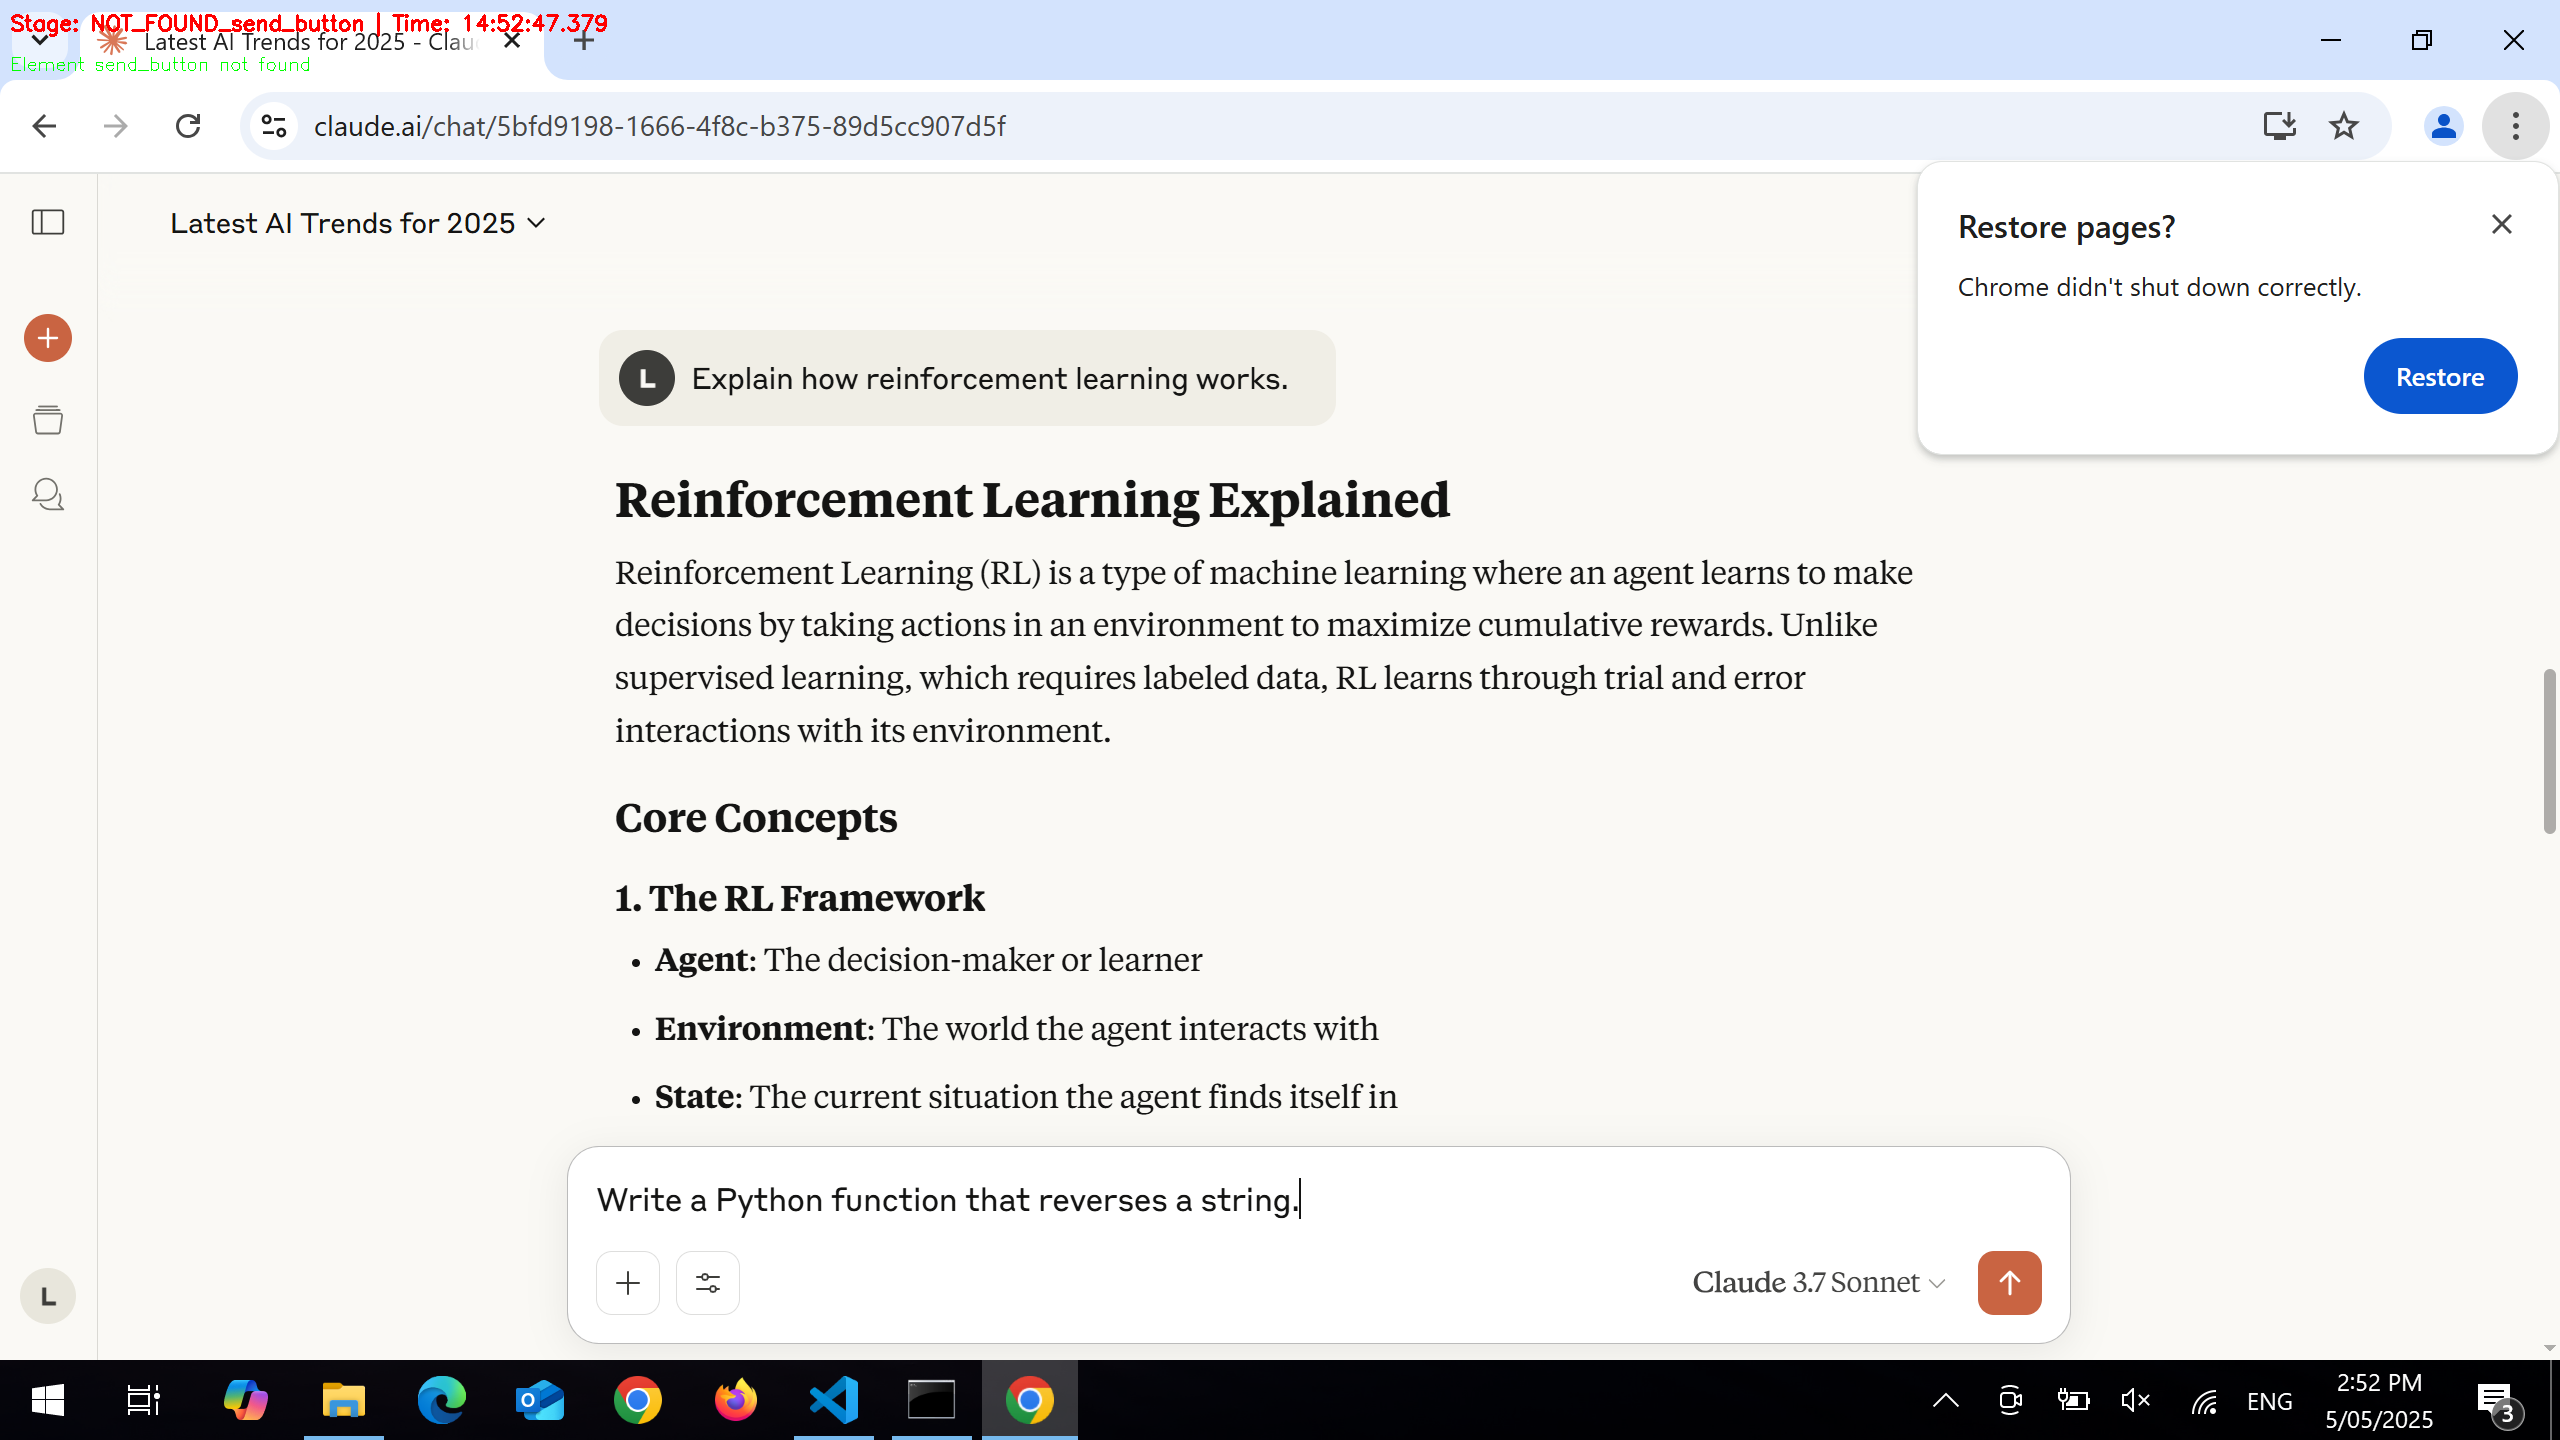 Stage: NOT_FOUND_send_button | Time: 14:52:47.379
Latest AI Trends for 2025 - Clau
Element send_button not found
claude.ai/chat/5bfd9198-1666-4f8c-b375-89d5cc907d5f
Latest AI Trends for 2025
Restore pages?
Chrome didn't shut down correctly.
Restore
L
Explain how reinforcement learning works.
Reinforcement Learning Explained
Reinforcement Learning (RL) is a type of machine learning where an agent learns to make
decisions by taking actions in an environment to maximize cumulative rewards. Unlike
supervised learning, which requires labeled data, RL learns through trial and error
interactions with its environment.
Core Concepts
1. The RL Framework
• Agent: The decision-maker or learner
• Environment: The world the agent interacts with
• State: The current situation the agent finds itself in
Write a Python function that reverses a string.
Claude 3.7 Sonnet
L
ENG
2:52 PM
5/05/2025
3